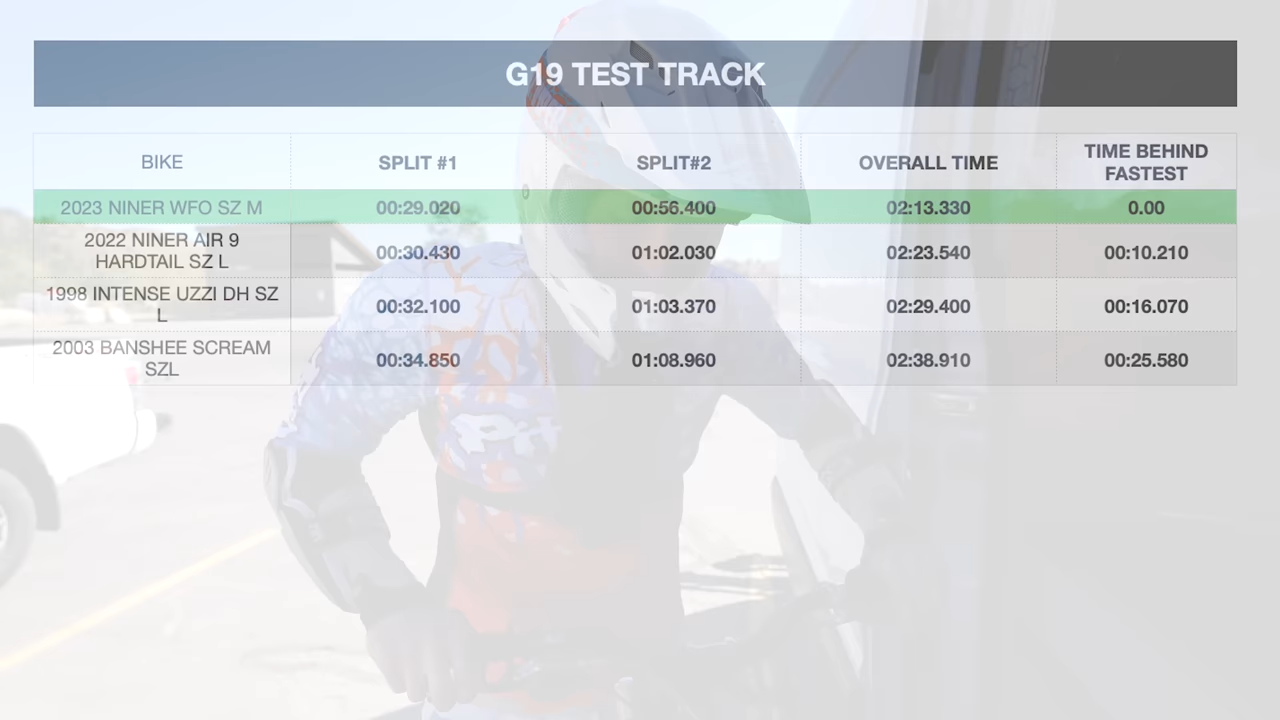 G19 TEST TRACK
BIKE SPLIT #1 SPLIT#2 OVERALL TIME TIME BEHIND
FASTEST
2023 NINER WFO SZ M 00:29.020 00:56.400 02:13.330 0.00
2022 NINER AIR 9
HARDTAIL SZ L 00:30.430 01:02.030 02:23.540 00:10.210
1998 INTENSE UZZI DH SZ
L 00:32.100 01:03.370 02:29.400 00:16.070
2003 BANSHEE SCREAM
SZL 00:34.850 01:08.960 02:38.910 00:25.580